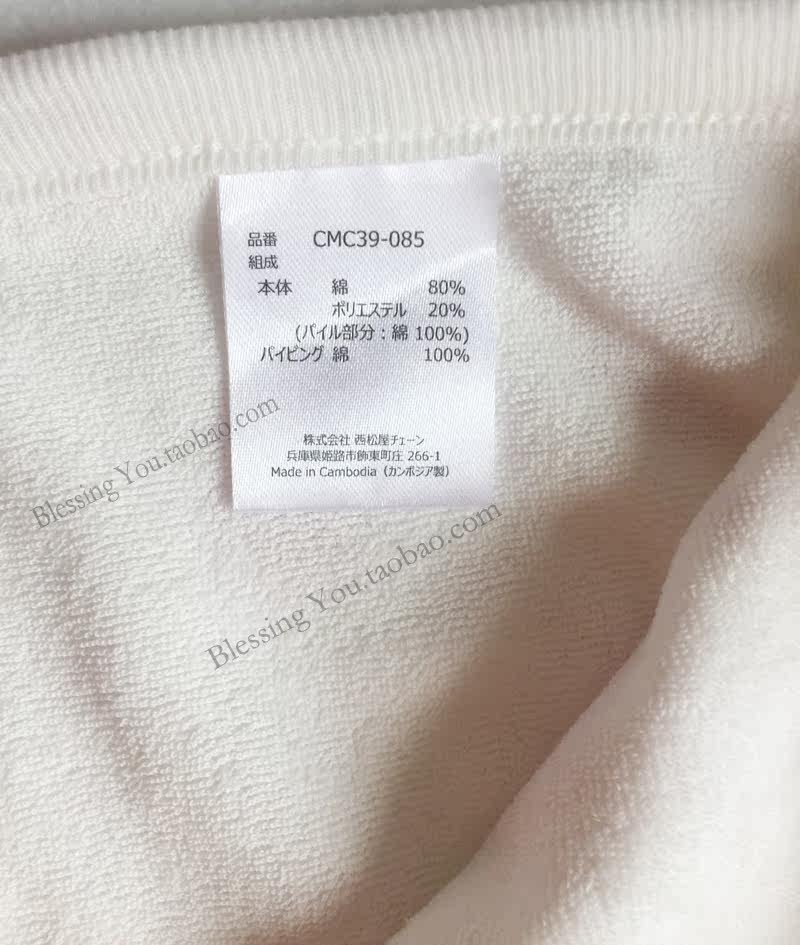 品番 CMC39-085
組成
本体 綿 80%
ポリエステル 20%
(パイル部分：綿 100%)
パイピング 綿 100%
株式会社 西松屋チェーン
兵庫県姫路市飾東町庄 266-1
Made in Cambodia（カンボジア製）
Blessing You.taobao.com
Blessing You.taobao.com